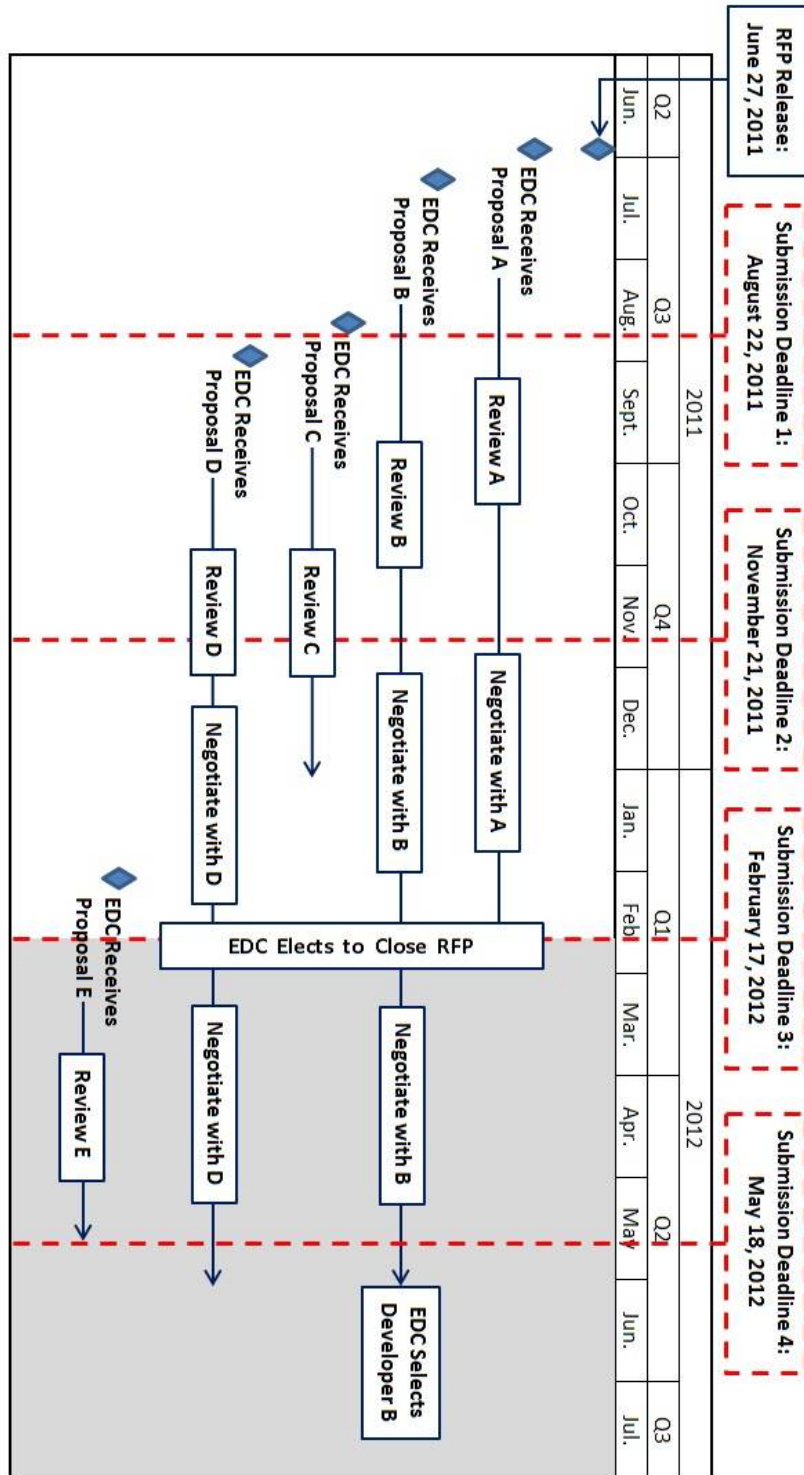 RFP Release:
June 27, 2011
Submission Deadline 1:
August 22, 2011
Submission Deadline 2:
November 21, 2011
Submission Deadline 3:
February 17, 2012
Submission Deadline 4:
May 18, 2012
2011
2012
Q2
Q3
Q4
Q1
Q2
Q3
Jun.
Jul.
Aug.
Sept.
Oct.
Nov.
Dec.
Jan.
Feb
Mar.
Apr.
May
Jun.
Jul.
EDC Receives
Proposal A
Review A
Negotiate with A
EDC Receives
Proposal B
Review B
Negotiate with B
Negotiate with B
EDC Selects
Developer B
EDC Receives
Proposal C
Review C
EDC Elects to Close RFP
EDC Receives
Proposal D
Review D
Negotiate with D
Negotiate with D
EDC Receives
Proposal E
Review E